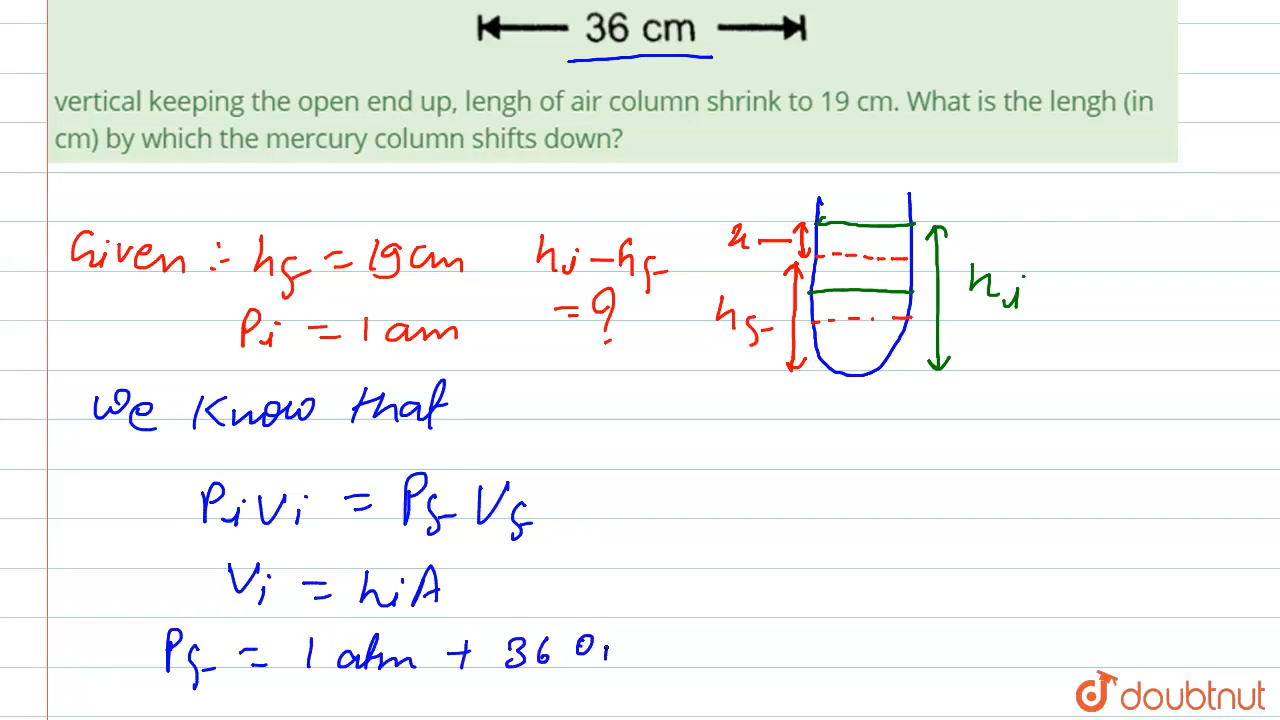 36 cm
vertical keeping the open end up, lengh of air column shrink to 19 cm. What is the lengh (in
cm) by which the mercury column shifts down?
Given :- hf = 19cm hi - hf
= ?
Pi = 1 am
x
hf
hi
We know that
PiVi = Pf Vf
Vi = hiA
Pf = 1 atm + 36 
doubtnut